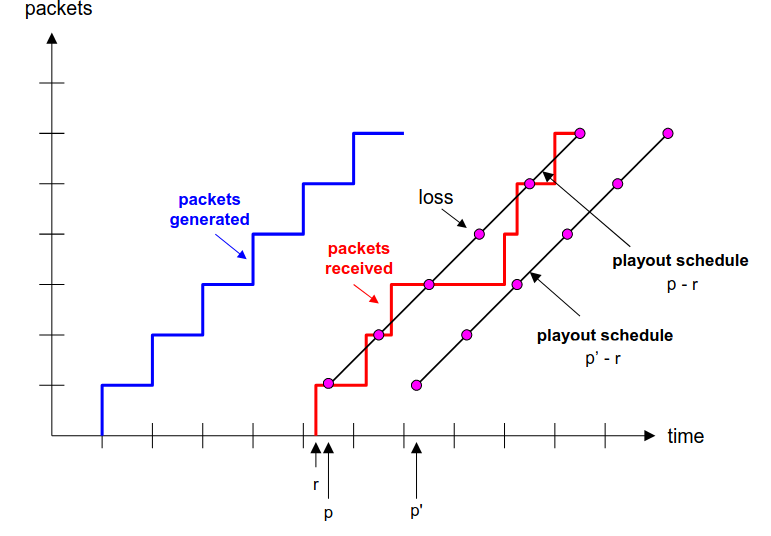 packets
packets
generated
loss
packets
received
playout schedule
p - r
playout schedule
p’ - r
time
r
p
p'